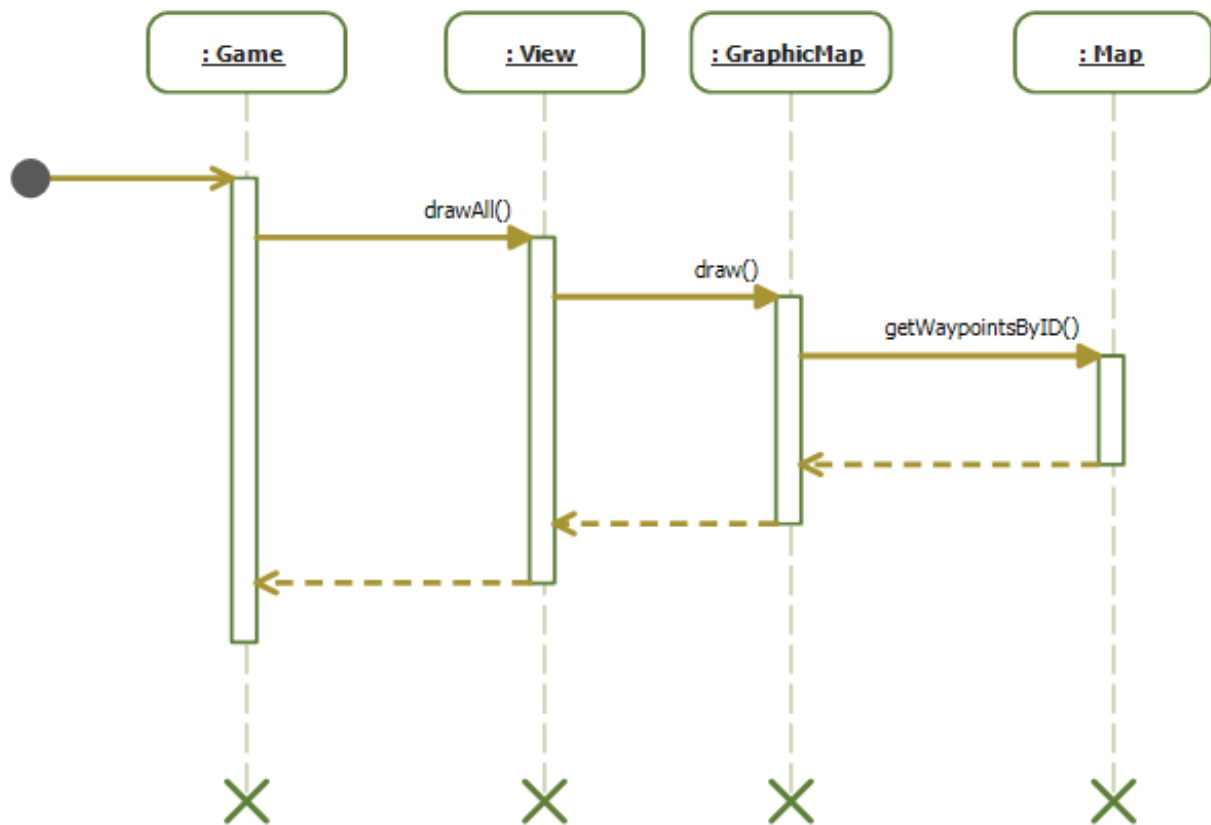 : Game
: View
: GraphicMap
: Map
drawAll()
draw()
getWaypointsByID()